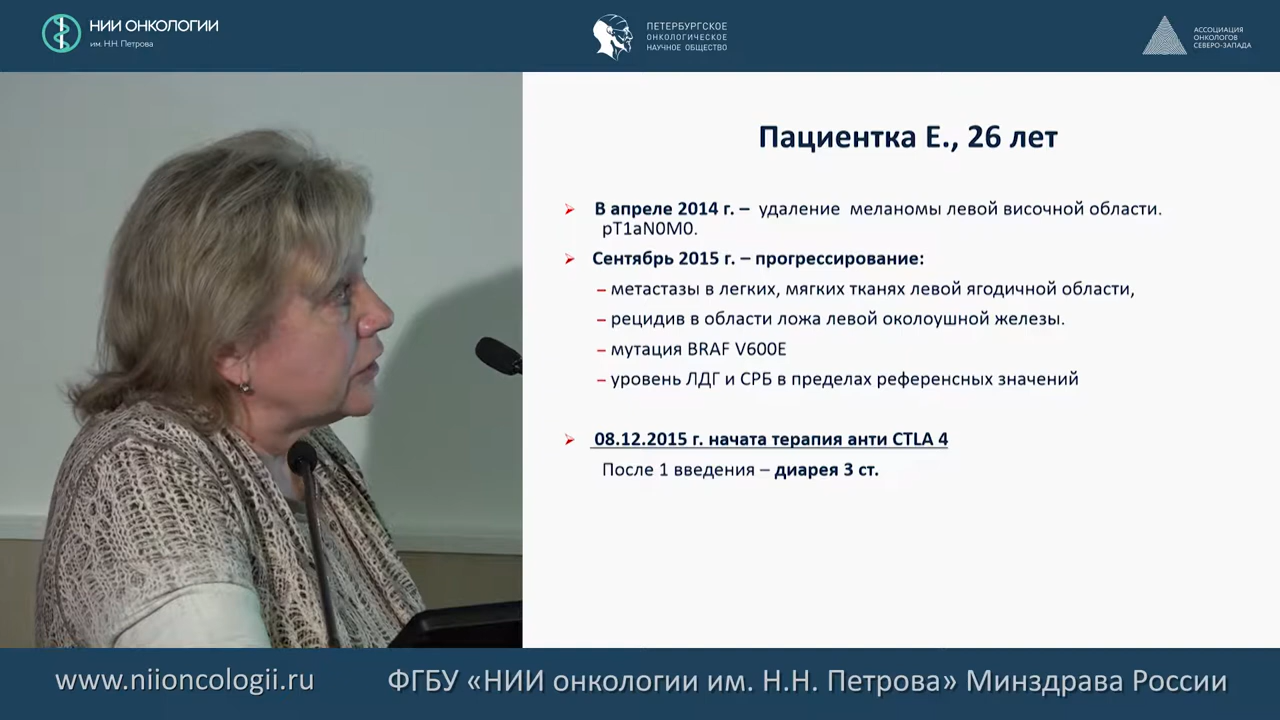 НИИ ОНКОЛОГИИ
им. Н.Н. Петрова
ПЕТЕРБУРГСКОЕ
ОНКОЛОГИЧЕСКОЕ
НАУЧНОЕ ОБЩЕСТВО
АССОЦИАЦИЯ
ОНКОЛОГОВ
СЕВЕРО-ЗАПАДА
Пациентка Е., 26 лет
В апреле 2014 г. – удаление меланомы левой височной области.
pT1aN0M0.
Сентябрь 2015 г. – прогрессирование:
– метастазы в легких, мягких тканях левой ягодичной области,
– рецидив в области ложа левой околоушной железы.
– мутация BRAF V600E
– уровень ЛДГ и СРБ в пределах референсных значений
08.12.2015 г. начата терапия анти CTLA 4
После 1 введения – диарея 3 ст.
www.niioncologii.ru
ФГБУ «НИИ онкологии им. Н.Н. Петрова» Минздрава России